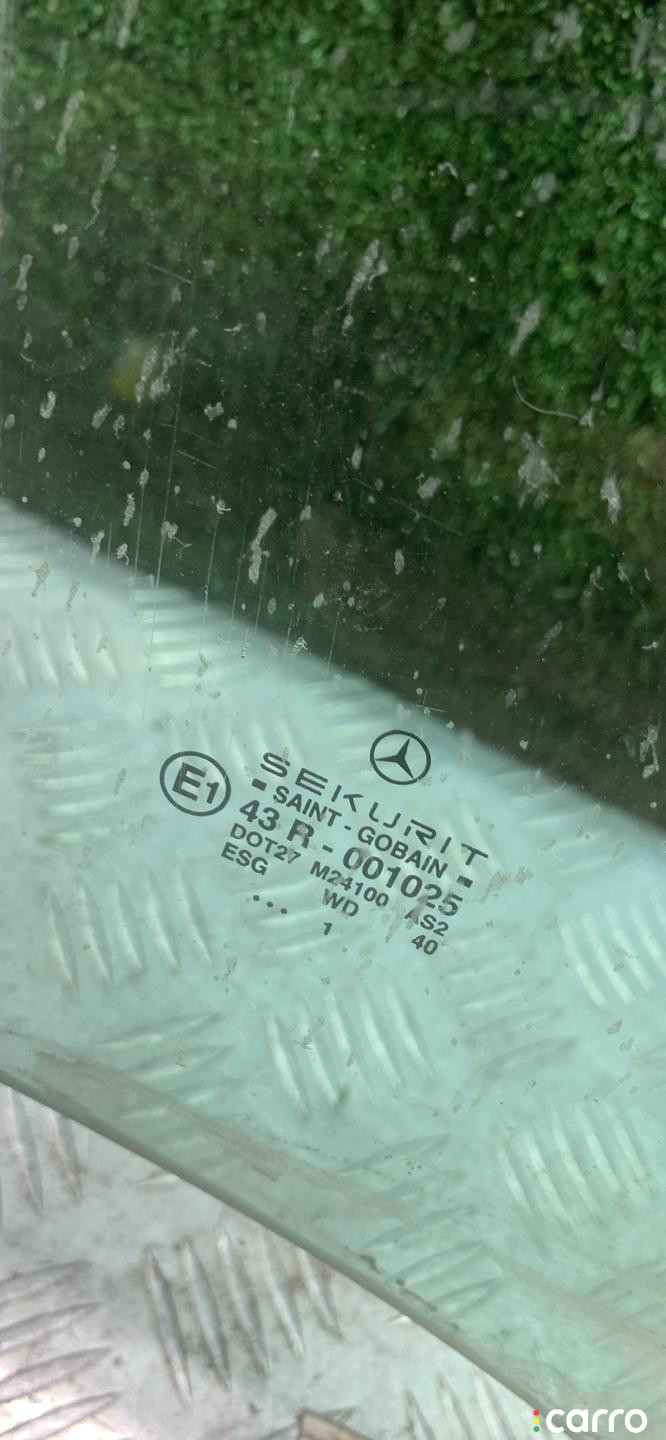 E1
SEKURIT
- SAINT - GOBAIN -
43 R - 001025
DOT27 M24100 AS2
ESG WD 40
... 1
carro